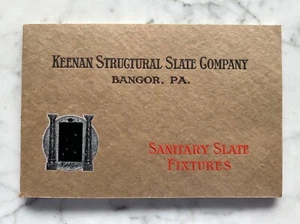 Keenan Structural Slate Company
Bangor, Pa.
Sanitary Slate
Fixtures